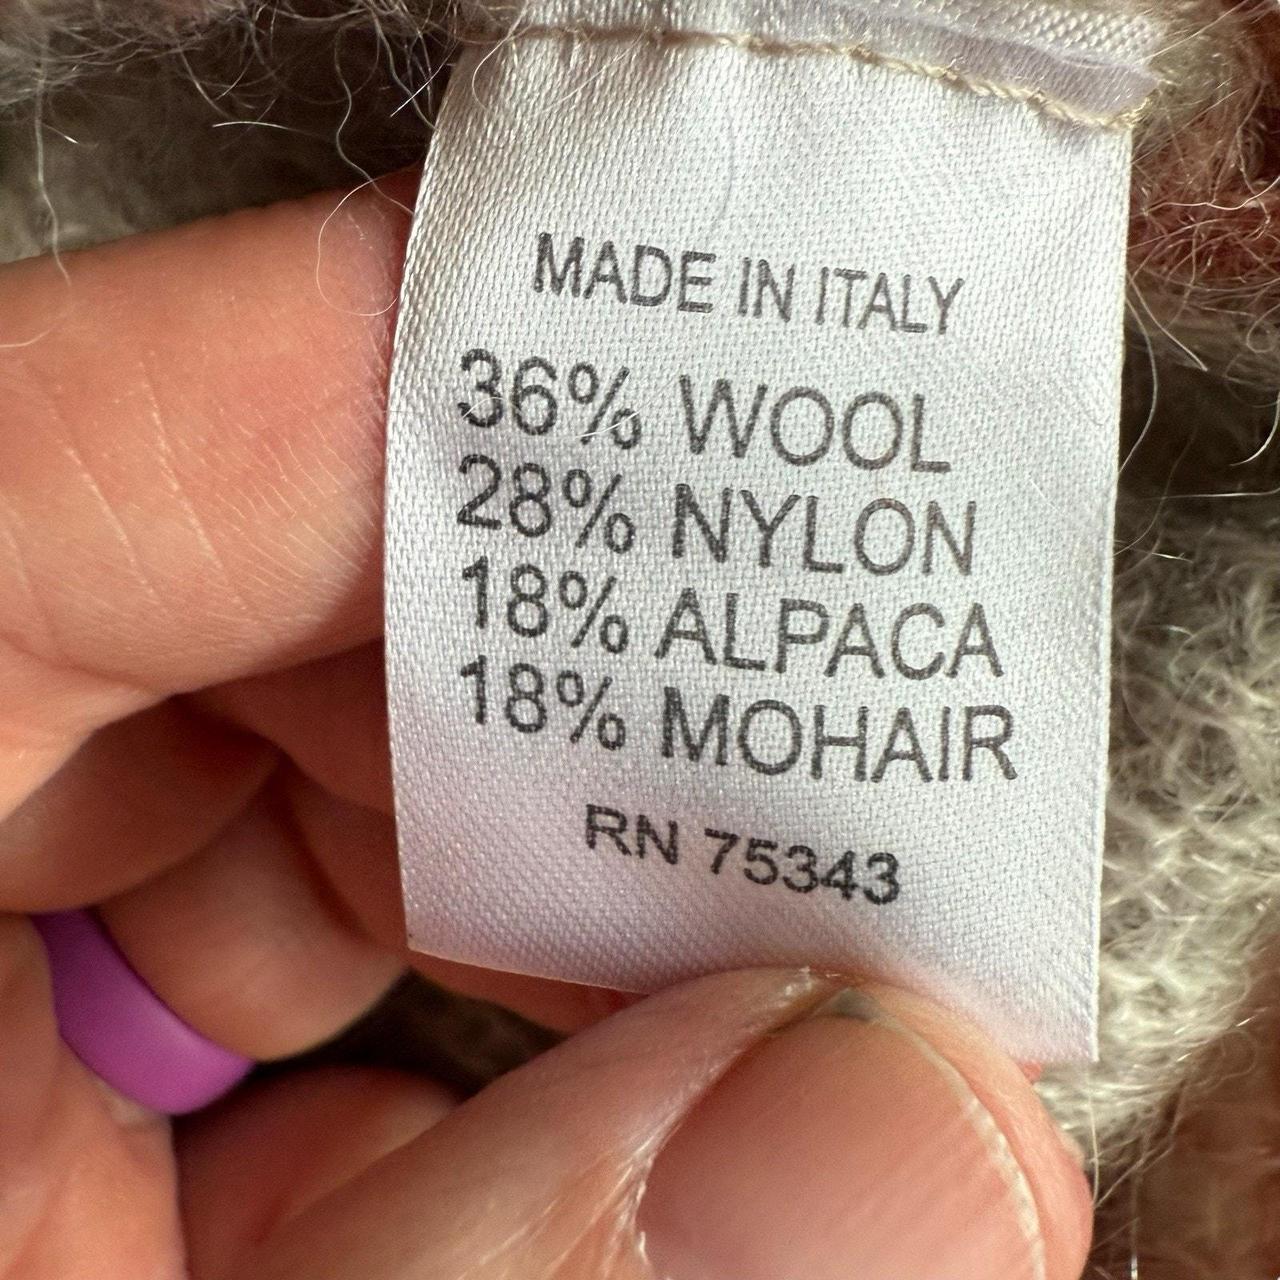 MADE IN ITALY
36% WOOL
28% NYLON
18% ALPACA
18% MOHAIR
RN 75343